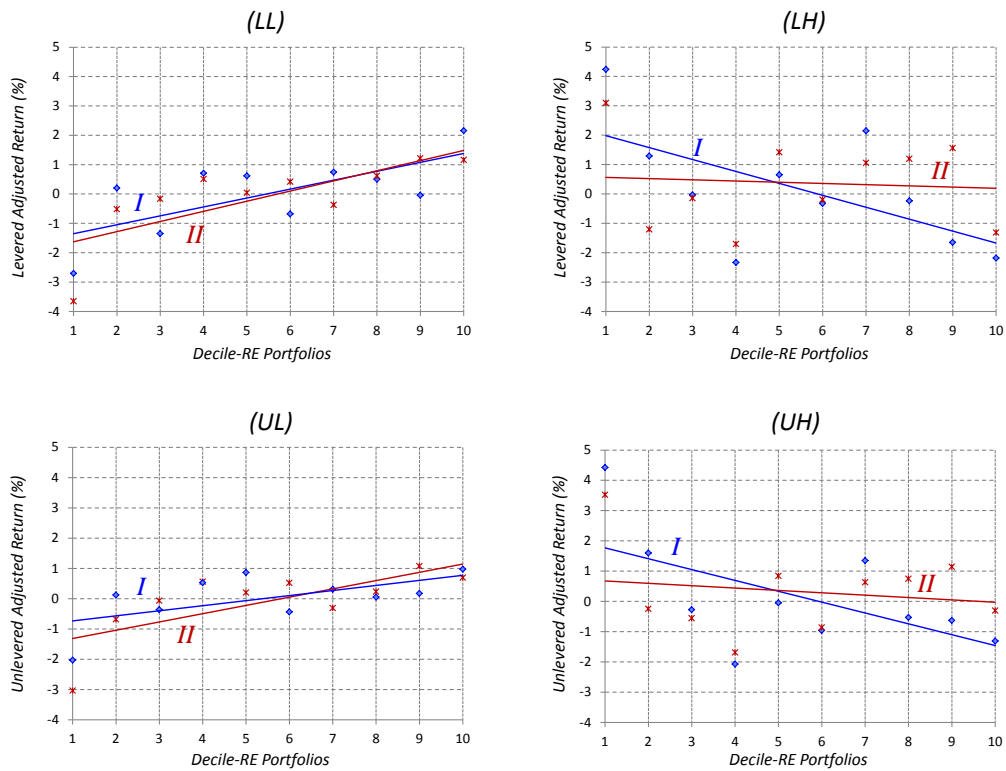 (LL)
5
4
3
2
1
0
-1
-2
-3
-4
Levered Adjusted Return (%)
I
II
1 2 3 4 5 6 7 8 9 10
Decile-RE Portfolios
(LH)
5
4
3
2
1
0
-1
-2
-3
-4
Levered Adjusted Return (%)
I
II
1 2 3 4 5 6 7 8 9 10
Decile-RE Portfolios
(UL)
5
4
3
2
1
0
-1
-2
-3
-4
Unlevered Adjusted Return (%)
I
II
1 2 3 4 5 6 7 8 9 10
Decile-RE Portfolios
(UH)
5
4
3
2
1
0
-1
-2
-3
-4
Unlevered Adjusted Return (%)
I
II
1 2 3 4 5 6 7 8 9 10
Decile-RE Portfolios